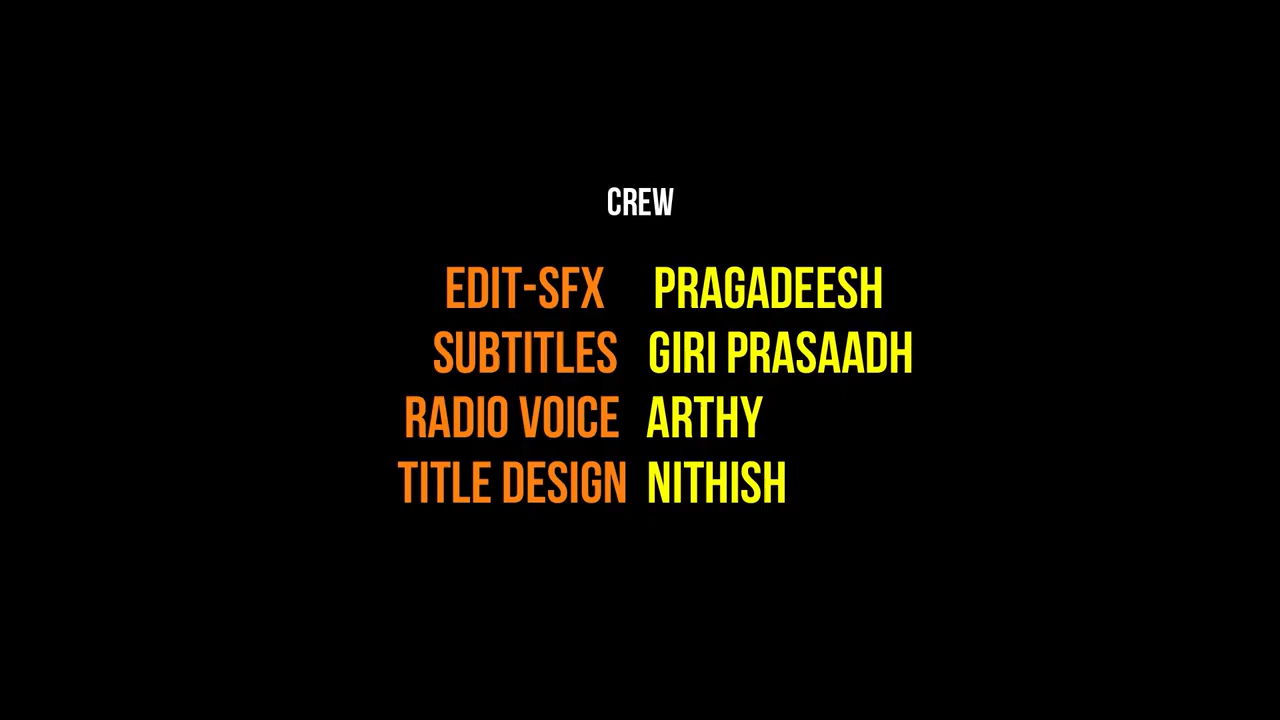 CREW
EDIT-SFX PRAGADEESH
SUBTITLES GIRI PRASAADH
RADIO VOICE ARTHY
TITLE DESIGN NITHISH